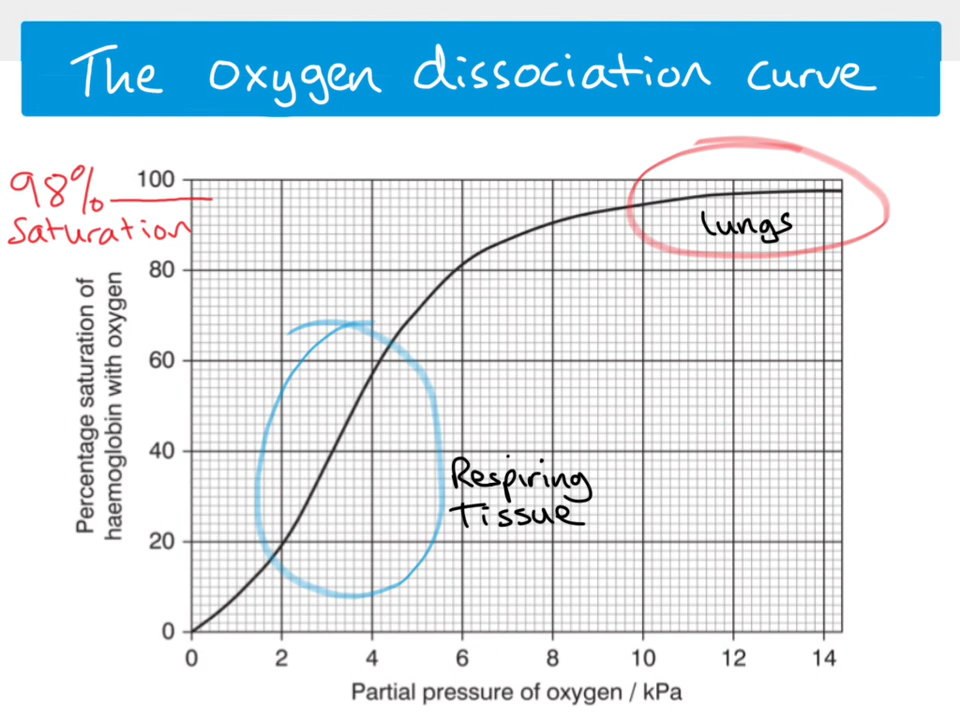 The oxygen dissociation curve
98%
Saturation
100
80
60
40
20
0
Percentage saturation of
haemoglobin with oxygen
lungs
Respiring
Tissue
0 2 4 6 8 10 12 14
Partial pressure of oxygen / kPa